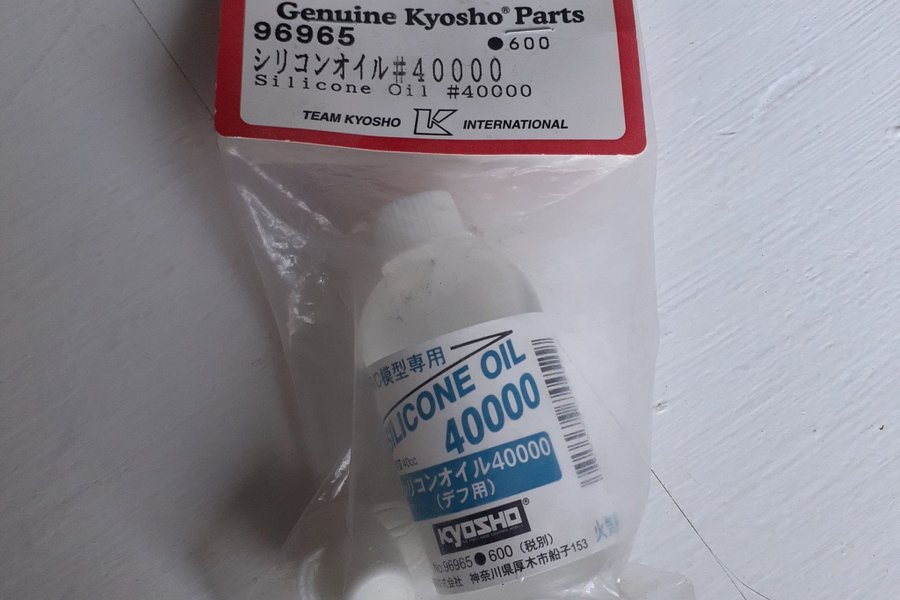 Genuine Kyosho® Parts
96965 ●600
シリコンオイル#40000
Silicone Oil #40000
TEAM KYOSHO K INTERNATIONAL
模型専用
SILICONE OIL
40000
40cc
シリコンオイル40000
(デフ用)
KYOSHO®
No.96965●600(税別)
神奈川県厚木市船子153
火